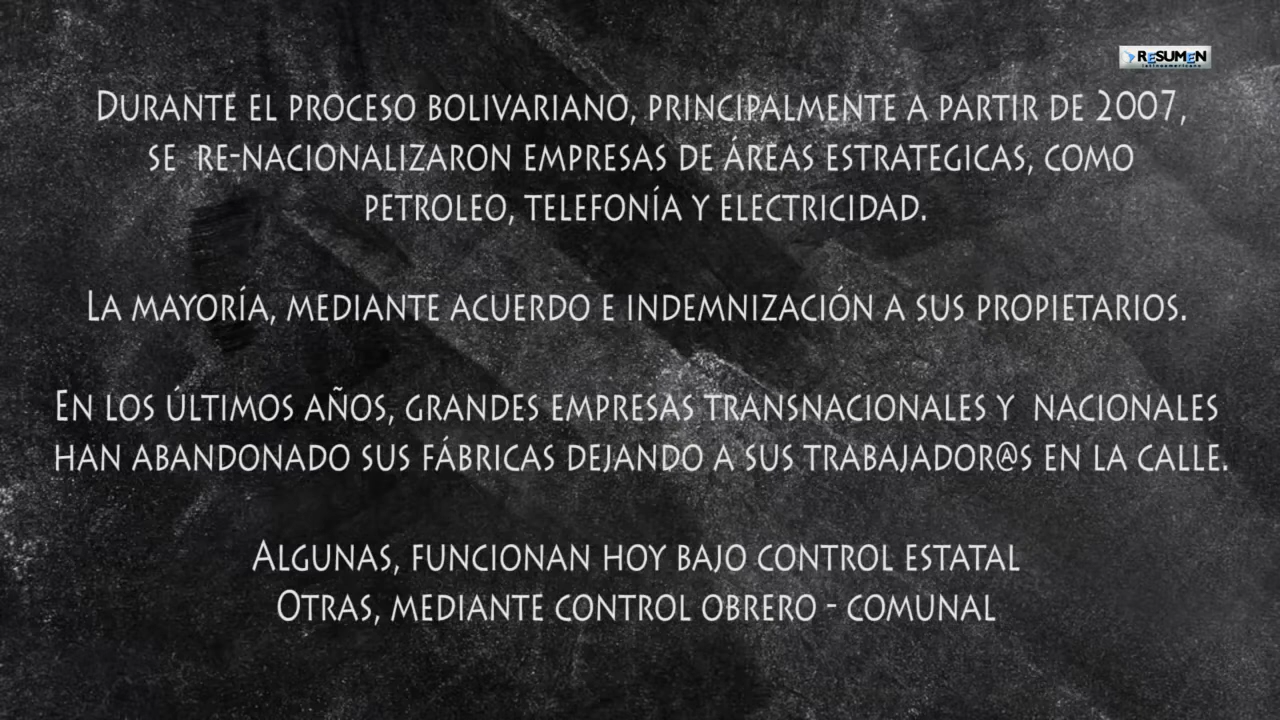 RESUMEN
latinoamericano
DURANTE EL PROCESO BOLIVARIANO, PRINCIPALMENTE A PARTIR DE 2007,
SE RE-NACIONALIZARON EMPRESAS DE ÁREAS ESTRATEGICAS, COMO
PETROLEO, TELEFONÍA Y ELECTRICIDAD.
LA MAYORÍA, MEDIANTE ACUERDO E INDEMNIZACIÓN A SUS PROPIETARIOS.
EN LOS ÚLTIMOS AÑOS, GRANDES EMPRESAS TRANSNACIONALES Y NACIONALES
HAN ABANDONADO SUS FÁBRICAS DEJANDO A SUS TRABAJADOR@S EN LA CALLE.
ALGUNAS, FUNCIONAN HOY BAJO CONTROL ESTATAL
OTRAS, MEDIANTE CONTROL OBRERO - COMUNAL